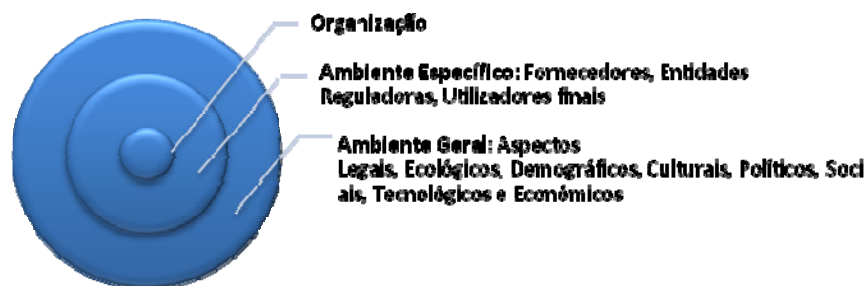 Organização
Ambiente Específico: Fornecedores, Entidades
Reguladoras, Utilizadores finais
Ambiente Geral: Aspectos
Legais, Ecológicos, Demográficos, Culturais, Políticos, Soci
ais, Tecnológicos e Económicos